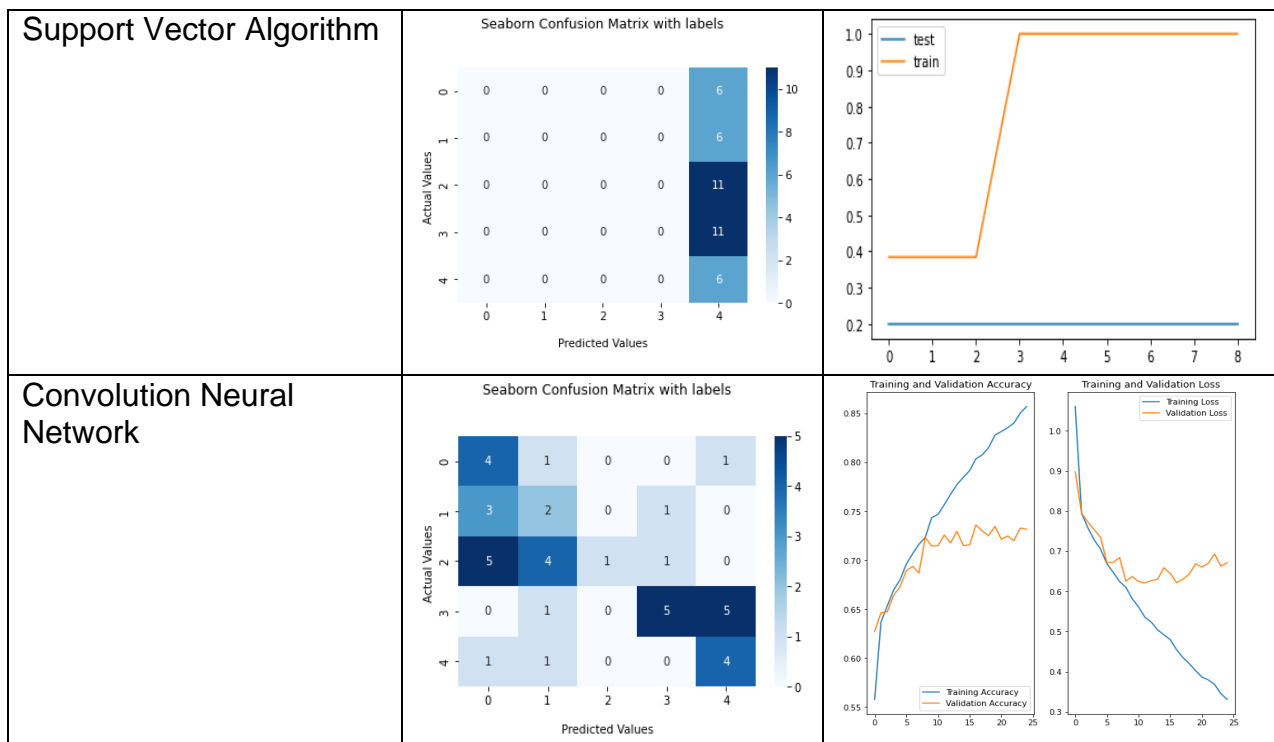 Support Vector Algorithm
Seaborn Confusion Matrix with labels
Actual Values
0 0 0 0 0 6
1 0 0 0 0 6
2 0 0 0 0 11
3 0 0 0 0 11
4 0 0 0 0 6
0 1 2 3 4
Predicted Values
10
8
6
4
2
0
test
train
1.0
0.9
0.8
0.7
0.6
0.5
0.4
0.3
0.2
0 1 2 3 4 5 6 7 8
Convolution Neural
Network
Seaborn Confusion Matrix with labels
Actual Values
0 4 1 0 0 1
1 3 2 0 1 0
2 5 4 1 1 0
3 0 1 0 5 5
4 1 1 0 0 4
0 1 2 3 4
Predicted Values
5
4
3
2
1
0
Training and Validation Accuracy
0.85
0.80
0.75
0.70
0.65
0.60
0.55
Training Accuracy
Validation Accuracy
0 5 10 15 20 25
Training and Validation Loss
Training Loss
Validation Loss
1.0
0.9
0.8
0.7
0.6
0.5
0.4
0.3
0 5 10 15 20 25